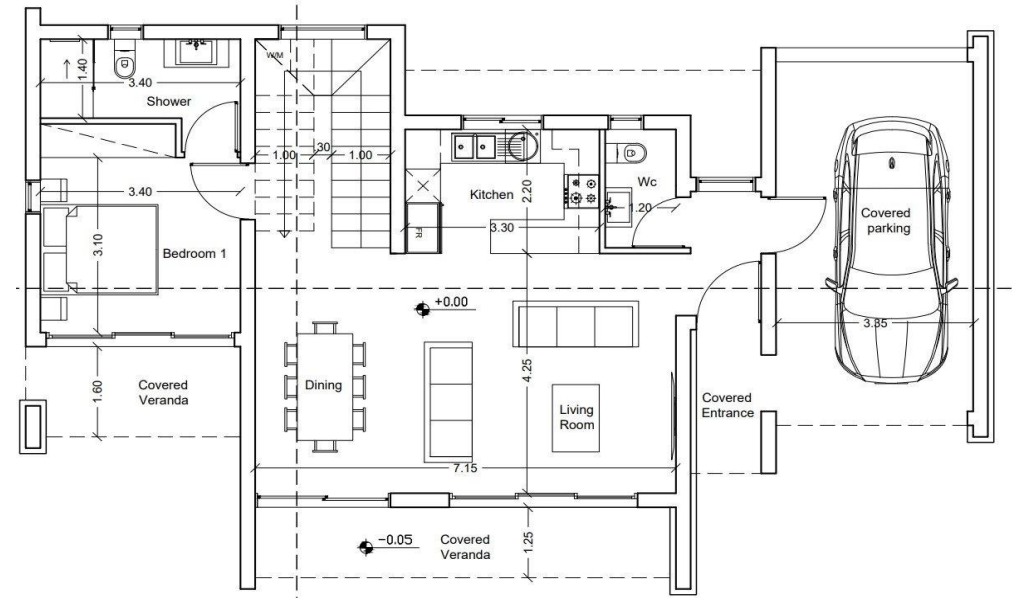 W/M
1.40
3.40
Shower
1.00
.30
1.00
Kitchen
2.20
Wc
1.20
3.40
3.30
FR
Covered
parking
3.10
Bedroom 1
+0.00
3.35
4.25
1.60
Covered
Veranda
Dining
Living
Room
Covered
Entrance
7.15
-0.05
Covered
Veranda
1.25